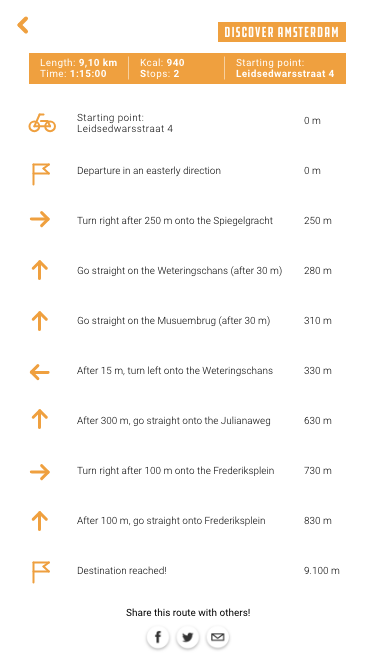 DISCOVER AMSTERDAM
Length: 9,10 km
Time: 1:15:00
Kcal: 940
Stops: 2
Starting point:
Leidsedwarsstraat 4
Starting point:
Leidsedwarsstraat 4
0 m
Departure in an easterly direction
0 m
Turn right after 250 m onto the Spiegelgracht
250 m
Go straight on the Weteringschans (after 30 m)
280 m
Go straight on the Musuembrug (after 30 m)
310 m
After 15 m, turn left onto the Weteringschans
330 m
After 300 m, go straight onto the Julianaweg
630 m
Turn right after 100 m onto the Frederiksplein
730 m
After 100 m, go straight onto Frederiksplein
830 m
Destination reached!
9.100 m
Share this route with others!